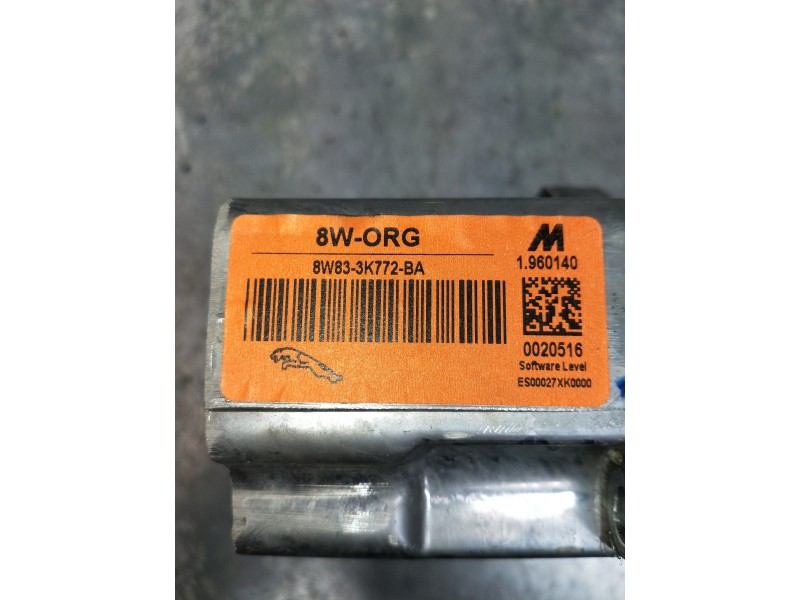 8W-ORG
8W83-3K772-BA
M
1.960140
0020516
Software Level
ES00027XK0000